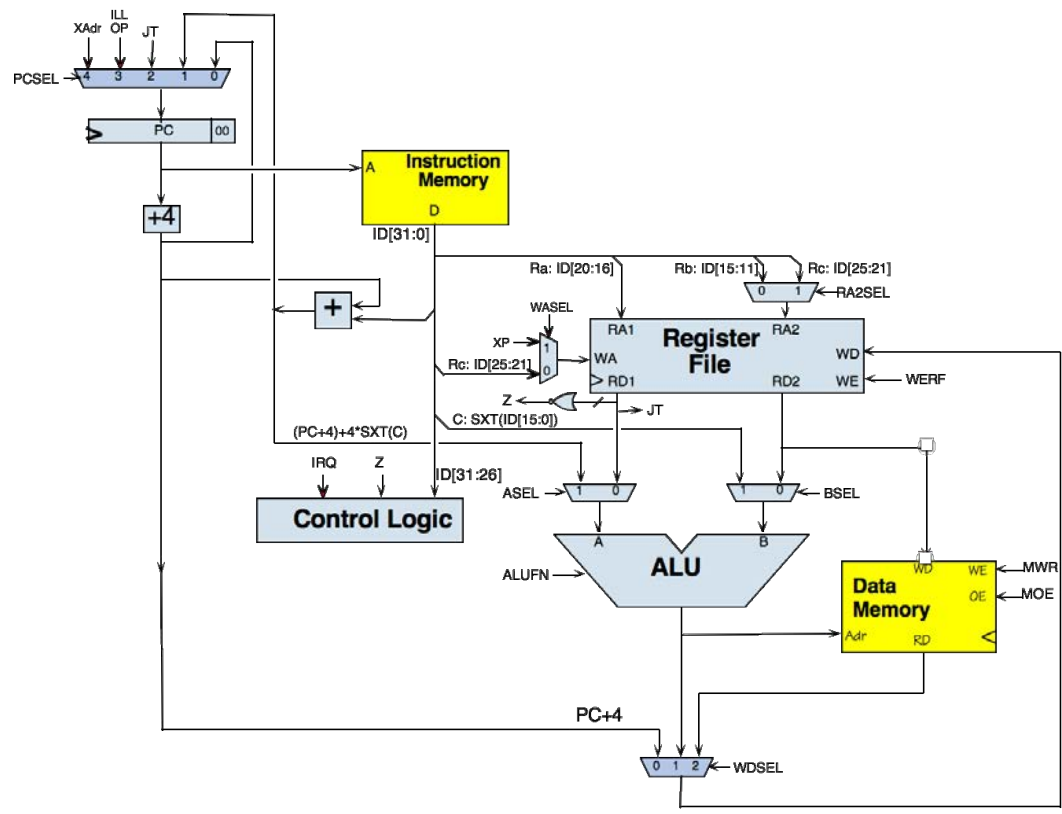 ILL
XAdr OP JT
PCSEL 4 3 2 1 0
PC 00
A Instruction
Memory
+4
D
ID[31:0]
Ra: ID[20:16] Rb: ID[15:11] Rc: ID[25:21]
0 1 RA2SEL
+
WASEL
RA1 RA2
XP 1
Register
File
WA WD
Rc: ID[25:21] 0
RD1 RD2 WE WERF
Z JT
C: SXT(ID[15:0])
(PC+4)+4*SXT(C)
IRQ Z ID[31:26]
ASEL 1 0 1 0 BSEL
Control Logic
A B
ALUFN ALU
WD WE MWR
Data
Memory
OE MOE
Adr RD
PC+4
0 1 2 WDSEL